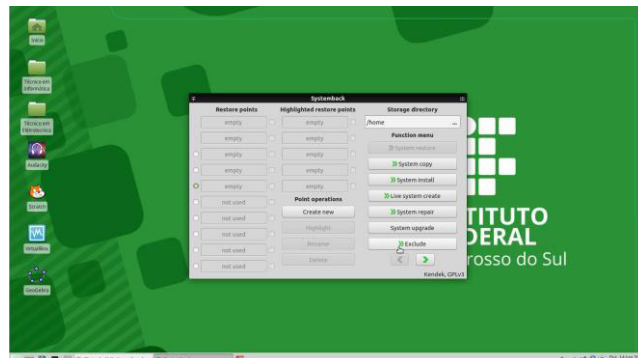 Início
Técnico em
Informática
Técnico em
Eletrotécnica
Audacity
Scratch
VirtualBox
GeoGebra
Systemback
Restore points
Highlighted restore points
Storage directory
empty
empty
/home
...
empty
empty
Function menu
empty
empty
System restore
empty
empty
System copy
empty
empty
System install
not used
Point operations
Live system create
not used
Create new
System repair
not used
Highlight
System upgrade
not used
Rename
Exclude
not used
Delete
Kendek, GPLv3
TITUTO
DERAL
rosso do Sul